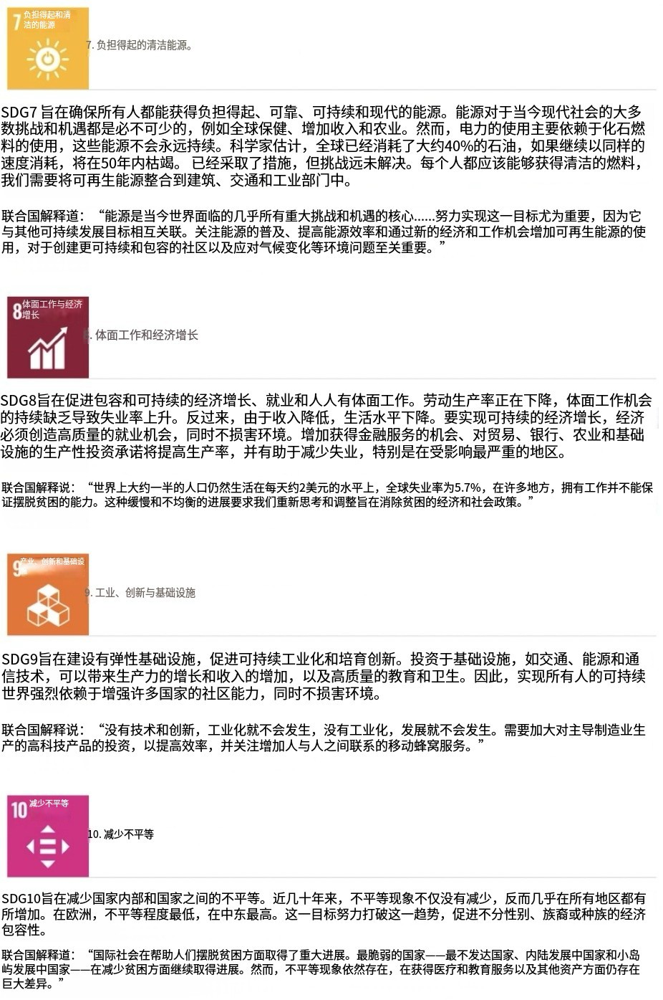 7 负担得起和清
洁的能源
7. 负担得起的清洁能源。
SDG7 旨在确保所有人都能获得负担得起、可靠、可持续和现代的能源。能源对于当今现代社会的大多
数挑战和机遇都是必不可少的，例如全球保健、增加收入和农业。然而，电力的使用主要依赖于化石燃
料的使用，这些能源不会永远持续。科学家估计，全球已经消耗了大约40%的石油，如果继续以同样的
速度消耗，将在50年内枯竭。 已经采取了措施，但挑战远未解决。每个人都应该能够获得清洁的燃料，
我们需要将可再生能源整合到建筑、交通和工业部门中。
联合国解释道：“能源是当今世界面临的几乎所有重大挑战和机遇的核心......努力实现这一目标尤为重要，因为它
与其他可持续发展目标相互关联。关注能源的普及、提高能源效率和通过新的经济和工作机会增加可再生能源的使
用，对于创建更可持续和包容的社区以及应对气候变化等环境问题至关重要。”
8 体面工作与经济
增长
. 体面工作和经济增长
SDG8旨在促进包容和可持续的经济增长、就业和人人有体面工作。劳动生产率正在下降，体面工作机会
的持续缺乏导致失业率上升。反过来，由于收入降低，生活水平下降。要实现可持续的经济增长，经济
必须创造高质量的就业机会，同时不损害环境。增加获得金融服务的机会、对贸易、银行、农业和基础
设施的生产性投资承诺将提高生产率，并有助于减少失业，特别是在受影响最严重的地区。
联合国解释说：“世界上大约一半的人口仍然生活在每天约2美元的水平上，全球失业率为5.7%，在许多地方，拥有工作并不能保
证摆脱贫困的能力。这种缓慢和不均衡的进展要求我们重新思考和调整旨在消除贫困的经济和社会政策。”
9 产业、创新和基础设
9. 工业、创新与基础设施
SDG9旨在建设有弹性基础设施，促进可持续工业化和培育创新。投资于基础设施，如交通、能源和通
信技术，可以带来生产力的增长和收入的增加，以及高质量的教育和卫生。因此，实现所有人的可持续
世界强烈依赖于增强许多国家的社区能力，同时不损害环境。
联合国解释说：“没有技术和创新，工业化就不会发生，没有工业化，发展就不会发生。需要加大对主导制造业生
产的高科技产品的投资，以提高效率，并关注增加人与人之间联系的移动蜂窝服务。”
10 减少不平等
10. 减少不平等
SDG10旨在减少国家内部和国家之间的不平等。近几十年来，不平等现象不仅没有减少，反而几乎在所有地区都有
所增加。在欧洲，不平等程度最低，在中东最高。这一目标努力打破这一趋势，促进不分性别、族裔或种族的经济
包容性。
联合国解释道：“国际社会在帮助人们摆脱贫困方面取得了重大进展。最脆弱的国家——最不发达国家、内陆发展中国家和小岛
屿发展中国家——在减少贫困方面继续取得进展。然而，不平等现象依然存在，在获得医疗和教育服务以及其他资产方面仍存在
巨大差异。”